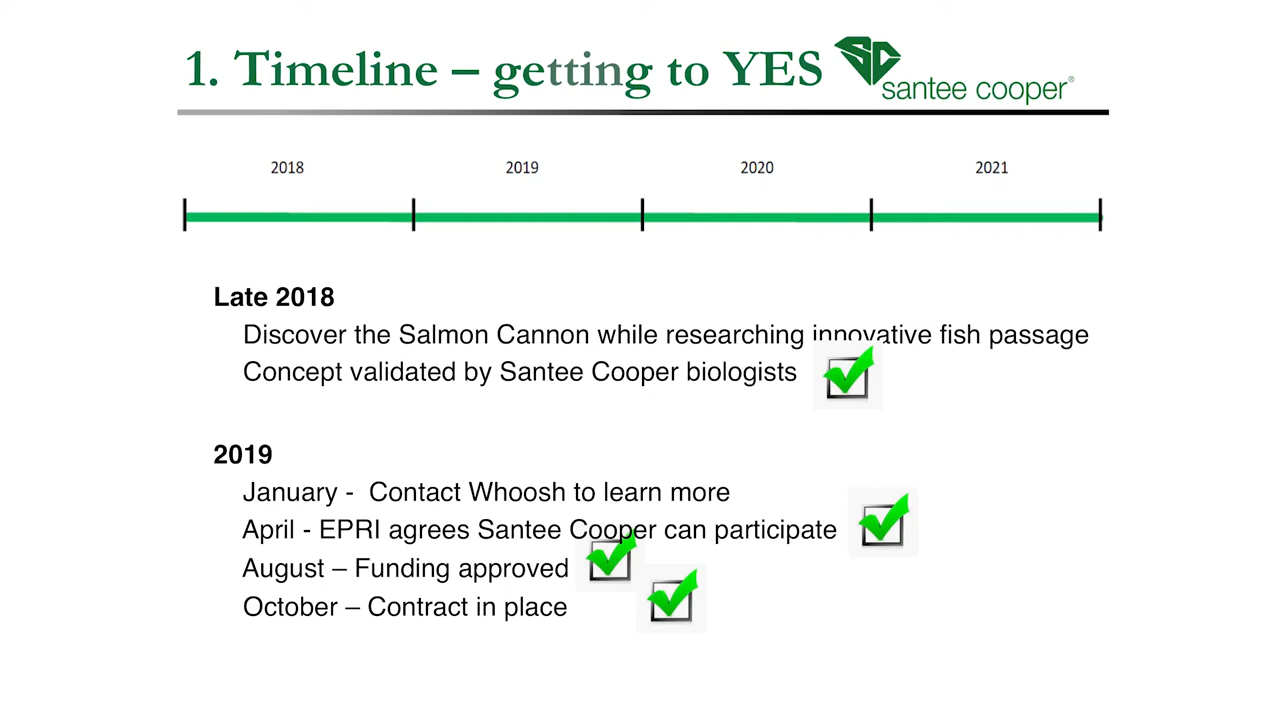 1. Timeline – getting to YES
santee cooper®
2018 2019 2020 2021
Late 2018
Discover the Salmon Cannon while researching innovative fish passage
Concept validated by Santee Cooper biologists
2019
January - Contact Whoosh to learn more
April - EPRI agrees Santee Cooper can participate
August – Funding approved
October – Contract in place